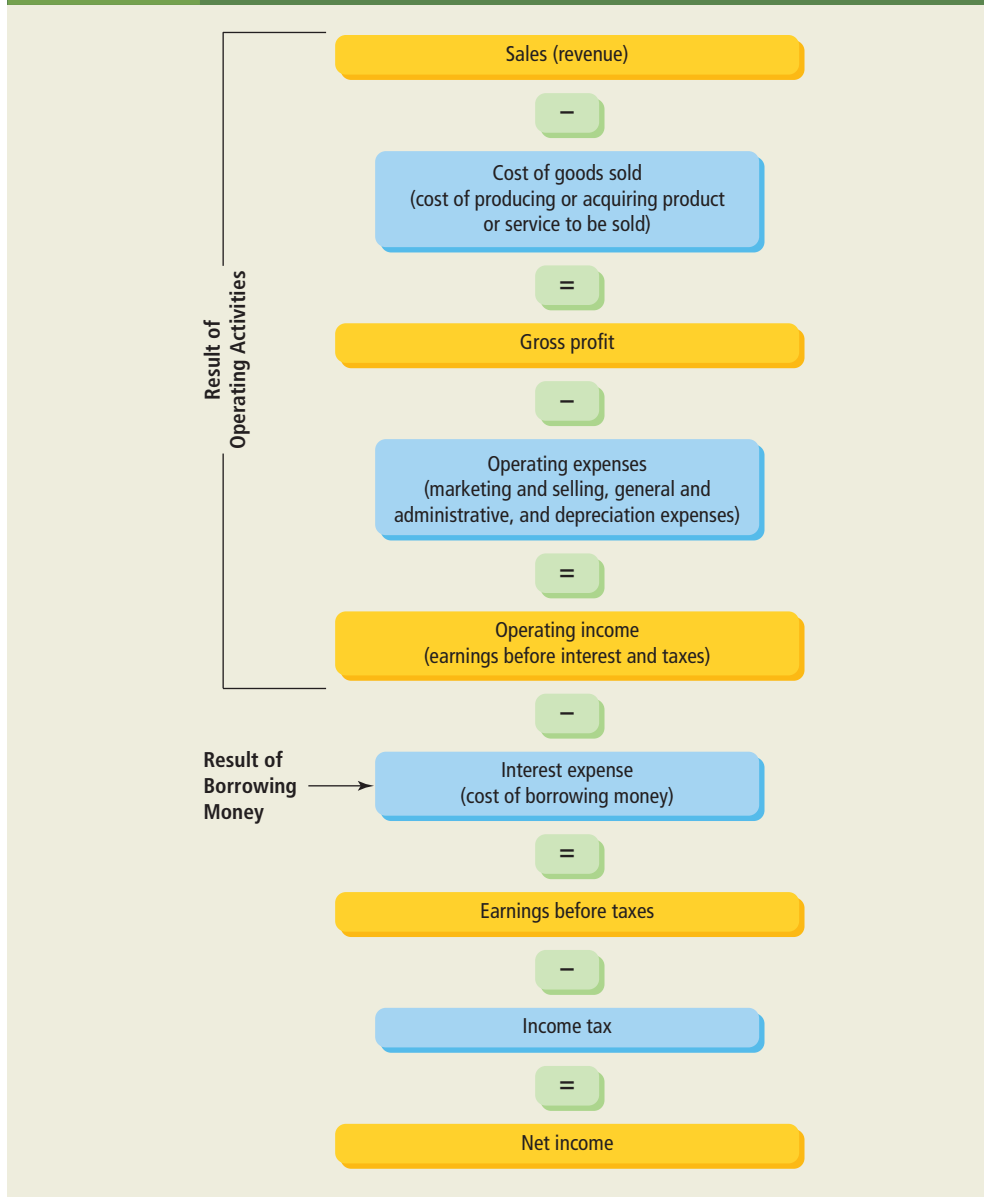 Sales (revenue)
–
Cost of goods sold
(cost of producing or acquiring product
or service to be sold)
=
Gross profit
–
Result of
Operating Activities
Operating expenses
(marketing and selling, general and
administrative, and depreciation expenses)
=
Operating income
(earnings before interest and taxes)
–
Result of
Borrowing
Money
Interest expense
(cost of borrowing money)
=
Earnings before taxes
–
Income tax
=
Net income